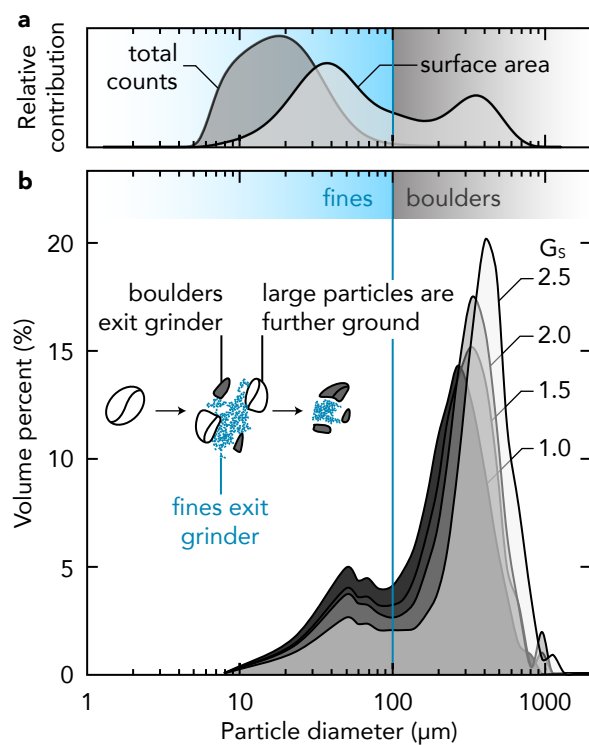 a
Relative
contribution
total
counts
surface area
b
fines
boulders
Volume percent (%)
20
15
10
5
0
Gs
2.5
2.0
1.5
1.0
boulders
exit grinder
large particles are
further ground
fines exit
grinder
1
10
100
1000
Particle diameter (μm)